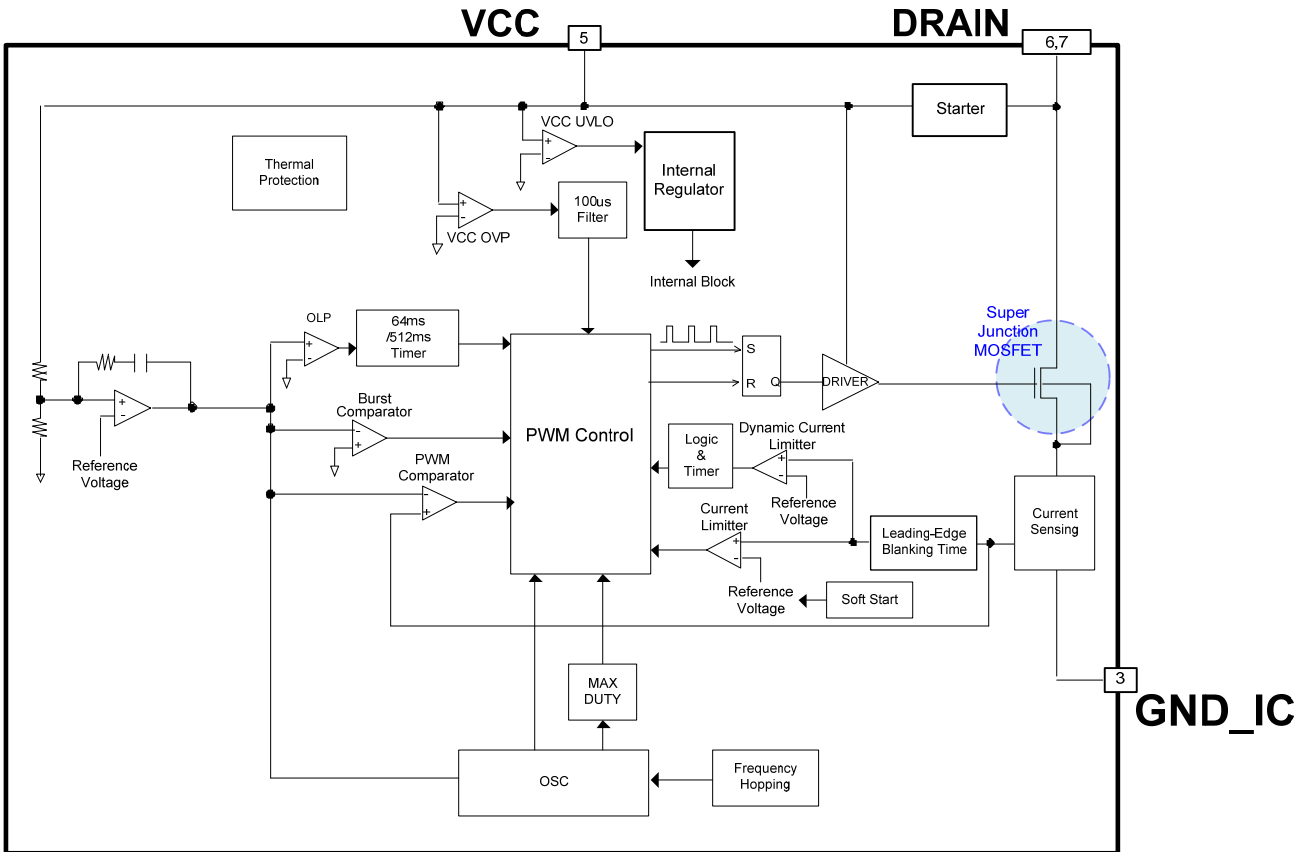 VCC
DRAIN
5
6,7
Starter
VCC UVLO
+
-
Thermal
Protection
Internal
Regulator
100us
Filter
+
-
VCC OVP
Internal Block
OLP
+
-
64ms
/512ms
Timer
Super
Junction
MOSFET
S
R Q
DRIVER
+
-
Reference
Voltage
Burst
Comparator
-
+
PWM Control
PWM
Comparator
-
+
Logic
&
Timer
Dynamic Current
Limitter
+
-
Reference
Voltage
Current
Limitter
+
-
Reference
Voltage
Leading-Edge
Blanking Time
Current
Sensing
Soft Start
3
GND_IC
MAX
DUTY
OSC
Frequency
Hopping